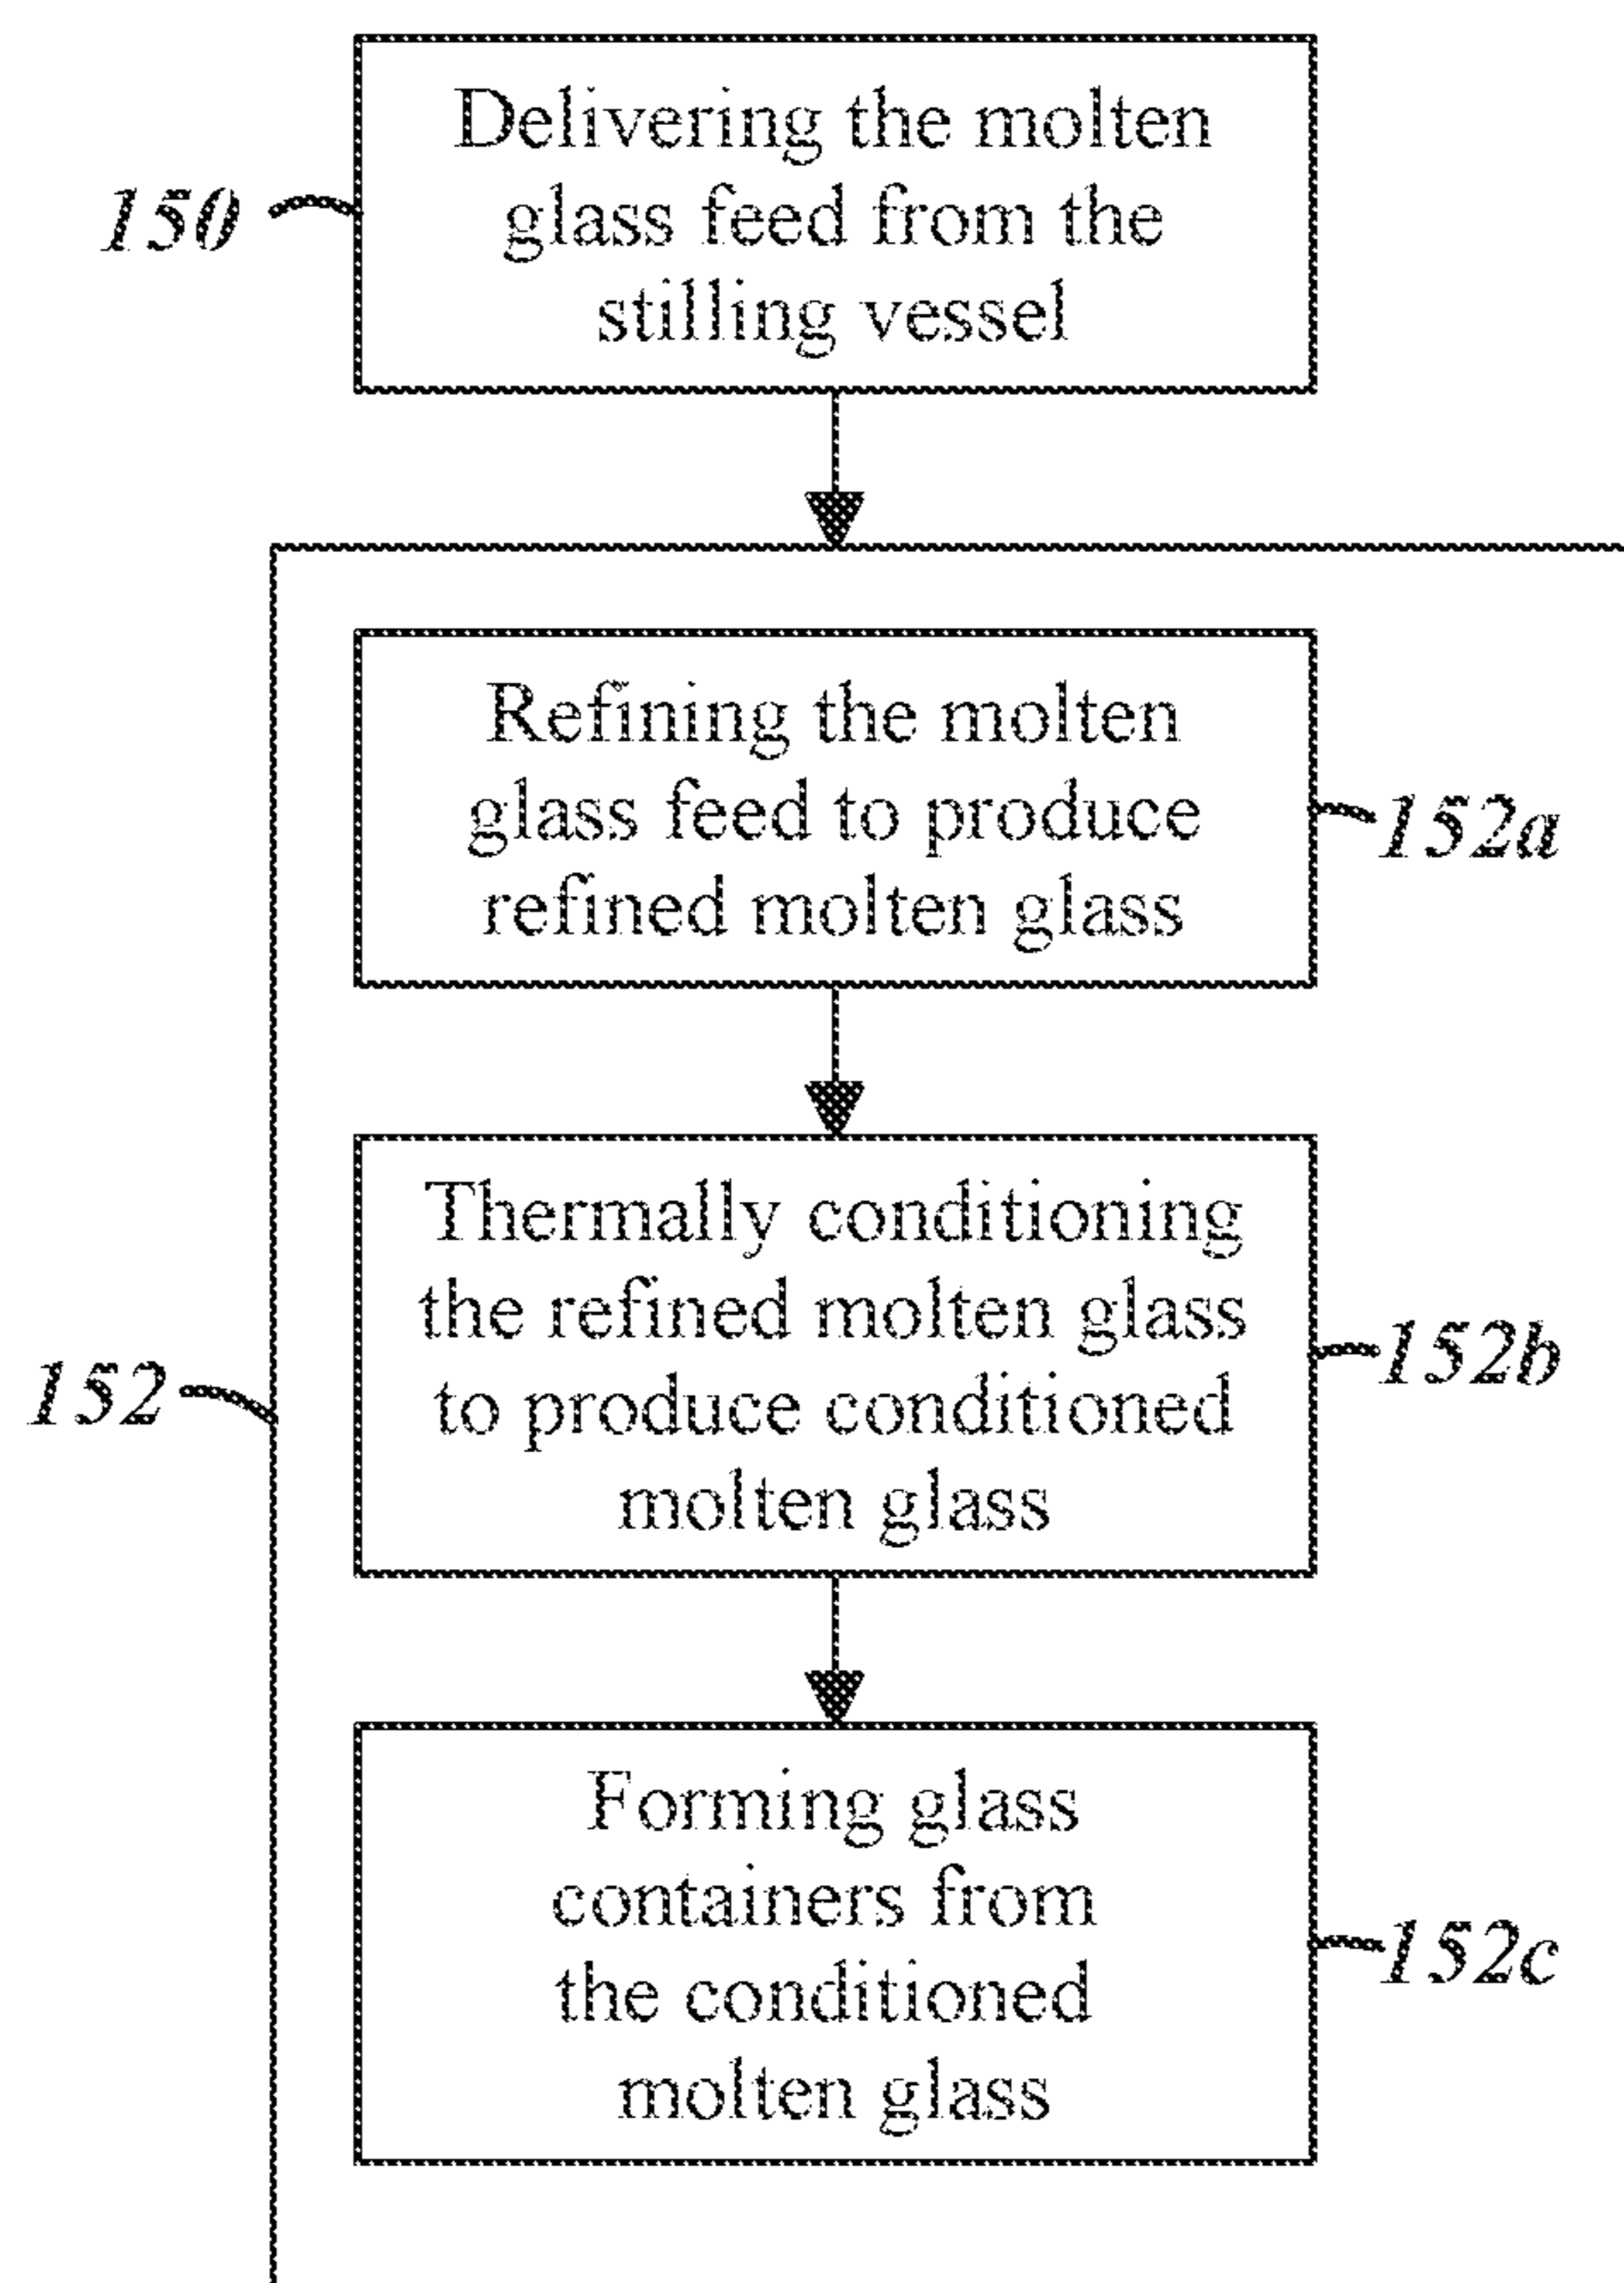 Delivering the molten
glass feed from the
stilling vessel
150
Refining the molten
glass feed to produce
refined molten glass
152a
Thermally conditioning
the refined molten glass
to produce conditioned
molten glass
152b
152
Forming glass
containers from
the conditioned
molten glass
152c